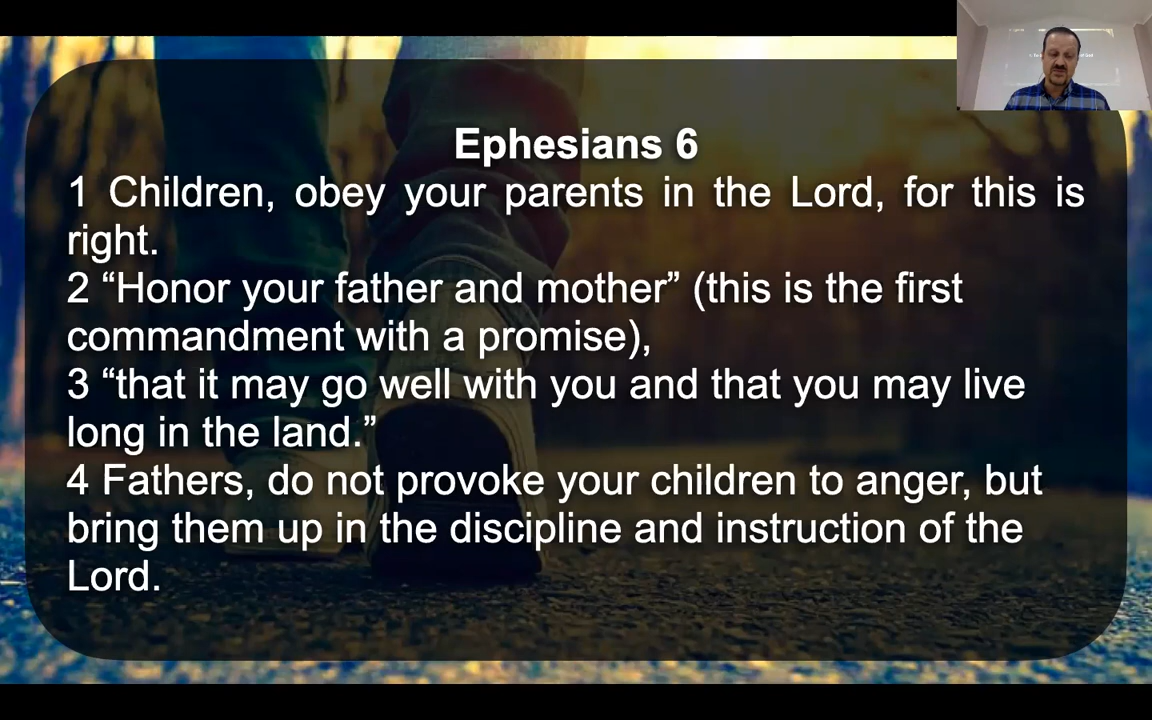 Ephesians 6
1 Children, obey your parents in the Lord, for this is
right.
2 “Honor your father and mother” (this is the first
commandment with a promise),
3 “that it may go well with you and that you may live
long in the land.”
4 Fathers, do not provoke your children to anger, but
bring them up in the discipline and instruction of the
Lord.